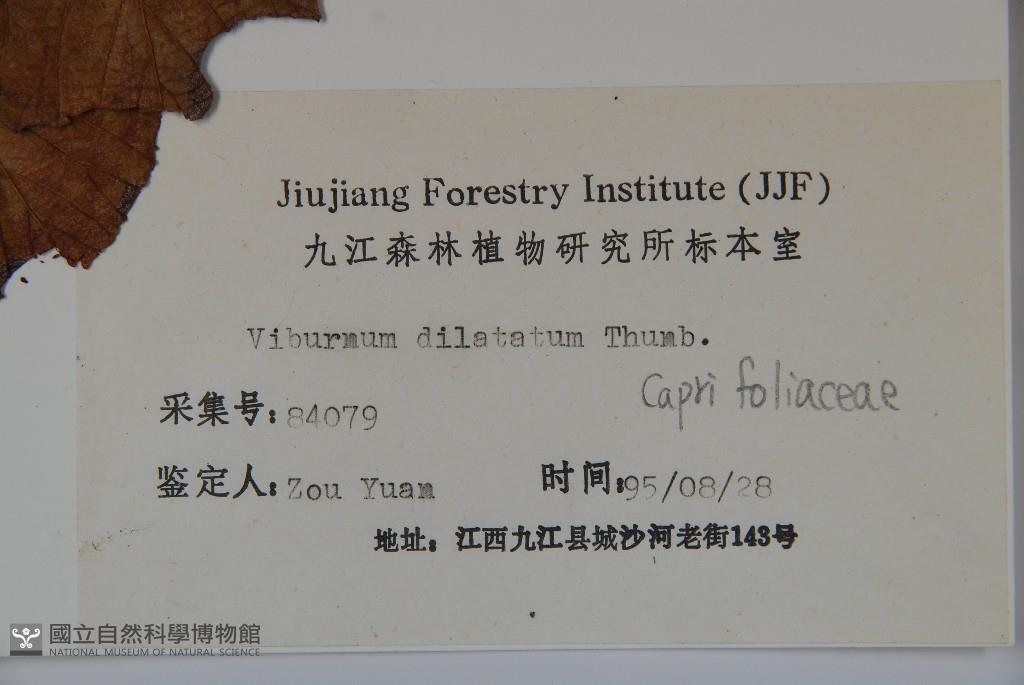 Jiujiang Forestry Institute (JJF)
九江森林植物研究所标本室
Viburmum dilatatum Thumb.
Capri foliaceae
采集号: 84079
鉴定人: Zou Yuan 时间: 95/08/28
地址: 江西九江县城沙河老街143号
國立自然科學博物館
NATIONAL MUSEUM OF NATURAL SCIENCE